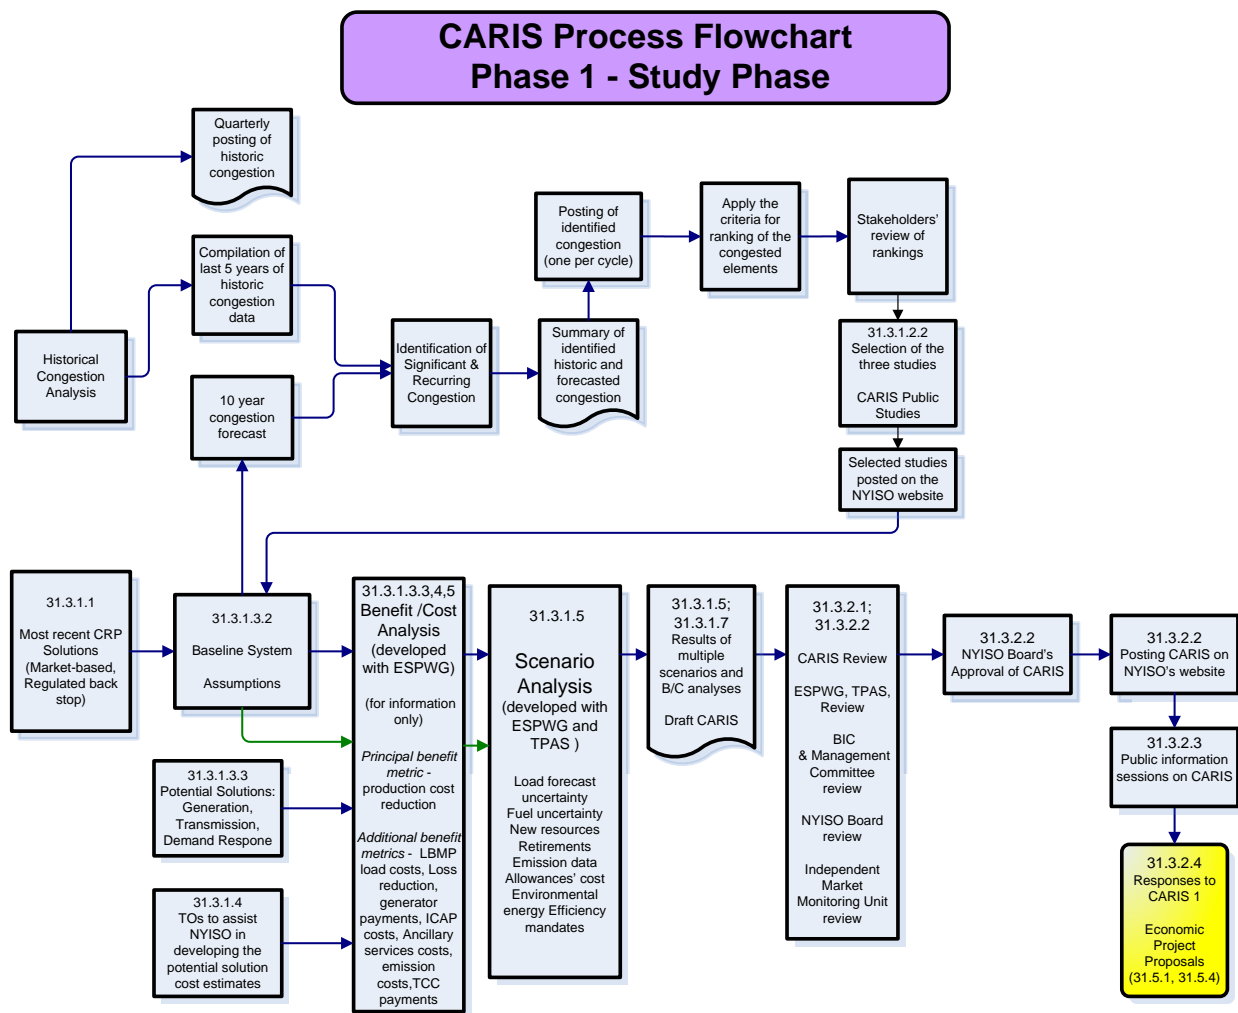 CARIS Process Flowchart
Phase 1 - Study Phase
Quarterly
posting of
historic
congestion
Compilation of
last 5 years of
historic
congestion
data
Historical
Congestion
Analysis
10 year
congestion
forecast
Identification of
Significant &
Recurring
Congestion
Summary of
identified
historic and
forecasted
congestion
Posting of
identified
congestion
(one per cycle)
Apply the
criteria for
ranking of the
congested
elements
Stakeholders’
review of
rankings
31.3.1.2.2
Selection of the
three studies
CARIS Public
Studies
Selected studies
posted on the
NYISO website
31.3.1.1
Most recent CRP
Solutions
(Market-based,
Regulated back
stop)
31.3.1.3.2
Baseline System
Assumptions
31.3.1.3.3
Potential Solutions:
Generation,
Transmission,
Demand Respone
31.3.1.4
TOs to assist
NYISO in
developing the
potential solution
cost estimates
31.3.1.3.3,4,5
Benefit /Cost
Analysis
(developed
with ESPWG)
(for information
only)
Principal benefit
metric -
production cost
reduction
Additional benefit
metrics - LBMP
load costs, Loss
reduction,
generator
payments, ICAP
costs, Ancillary
services costs,
emission
costs,TCC
payments
31.3.1.5
Scenario
Analysis
(developed with
ESPWG and
TPAS )
Load forecast
uncertainty
Fuel uncertainty
New resources
Retirements
Emission data
Allowances’ cost
Environmental
energy Efficiency
mandates
31.3.1.5;
31.3.1.7
Results of
multiple
scenarios and
B/C analyses
Draft CARIS
31.3.2.1;
31.3.2.2
CARIS Review
ESPWG, TPAS,
Review
BIC
& Management
Committee
review
NYISO Board
review
Independent
Market
Monitoring Unit
review
31.3.2.2
NYISO Board’s
Approval of CARIS
31.3.2.2
Posting CARIS on
NYISO’s website
31.3.2.3
Public information
sessions on CARIS
31.3.2.4
Responses to
CARIS 1
Economic
Project
Proposals
(31.5.1, 31.5.4)